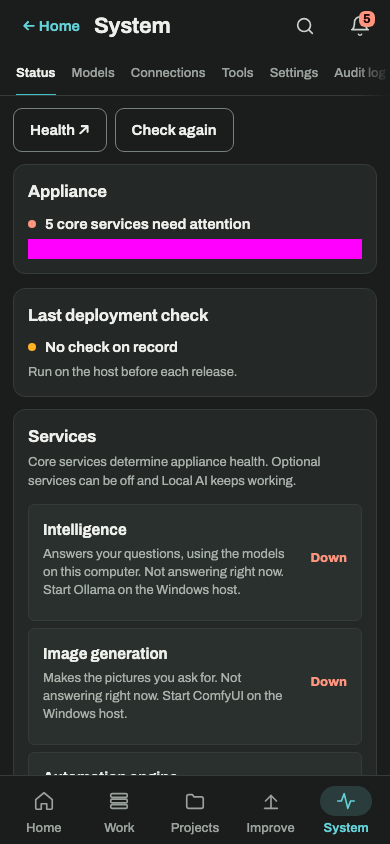 ← Home System 5
Status Models Connections Tools Settings Audit log
Health ↗ Check again
Appliance
5 core services need attention
Last deployment check
No check on record
Run on the host before each release.
Services
Core services determine appliance health. Optional
services can be off and Local AI keeps working.
Intelligence
Answers your questions, using the models
on this computer. Not answering right now.
Start Ollama on the Windows host.
Down
Image generation
Makes the pictures you ask for. Not
answering right now. Start ComfyUI on the
Windows host.
Down
Automation engine
Home Work Projects Improve System